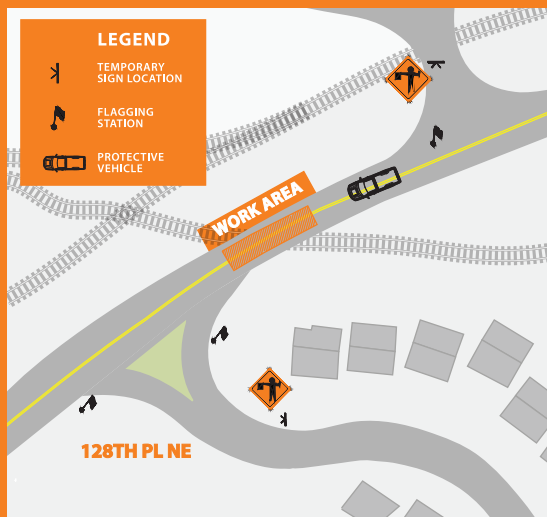 LEGEND
TEMPORARY
SIGN LOCATION
FLAGGING
STATION
PROTECTIVE
VEHICLE
WORK AREA
128TH PL NE